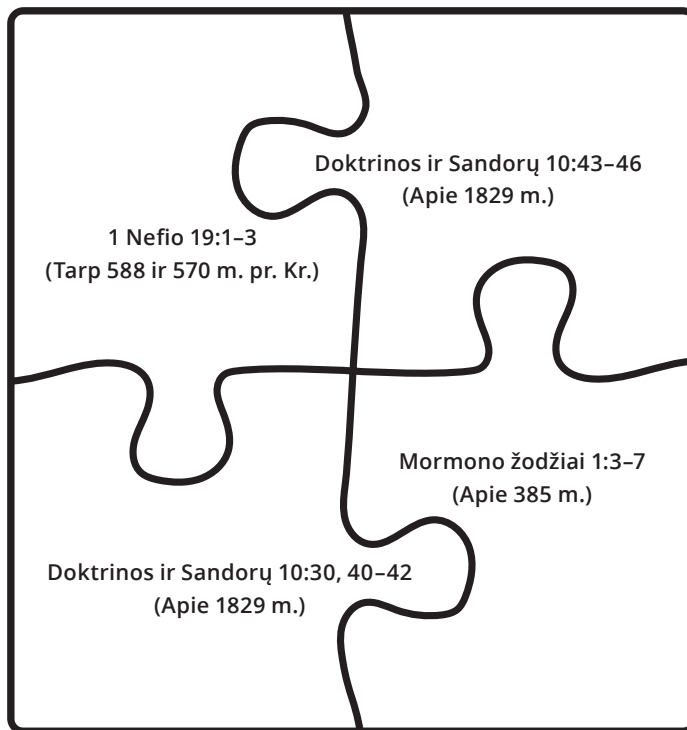 1 Nefio 19:1–3
(Tarp 588 ir 570 m. pr. Kr.)
Doktrinos ir Sandorų 10:43–46
(Apie 1829 m.)
Doktrinos ir Sandorų 10:30, 40–42
(Apie 1829 m.)
Mormono žodžiai 1:3–7
(Apie 385 m.)